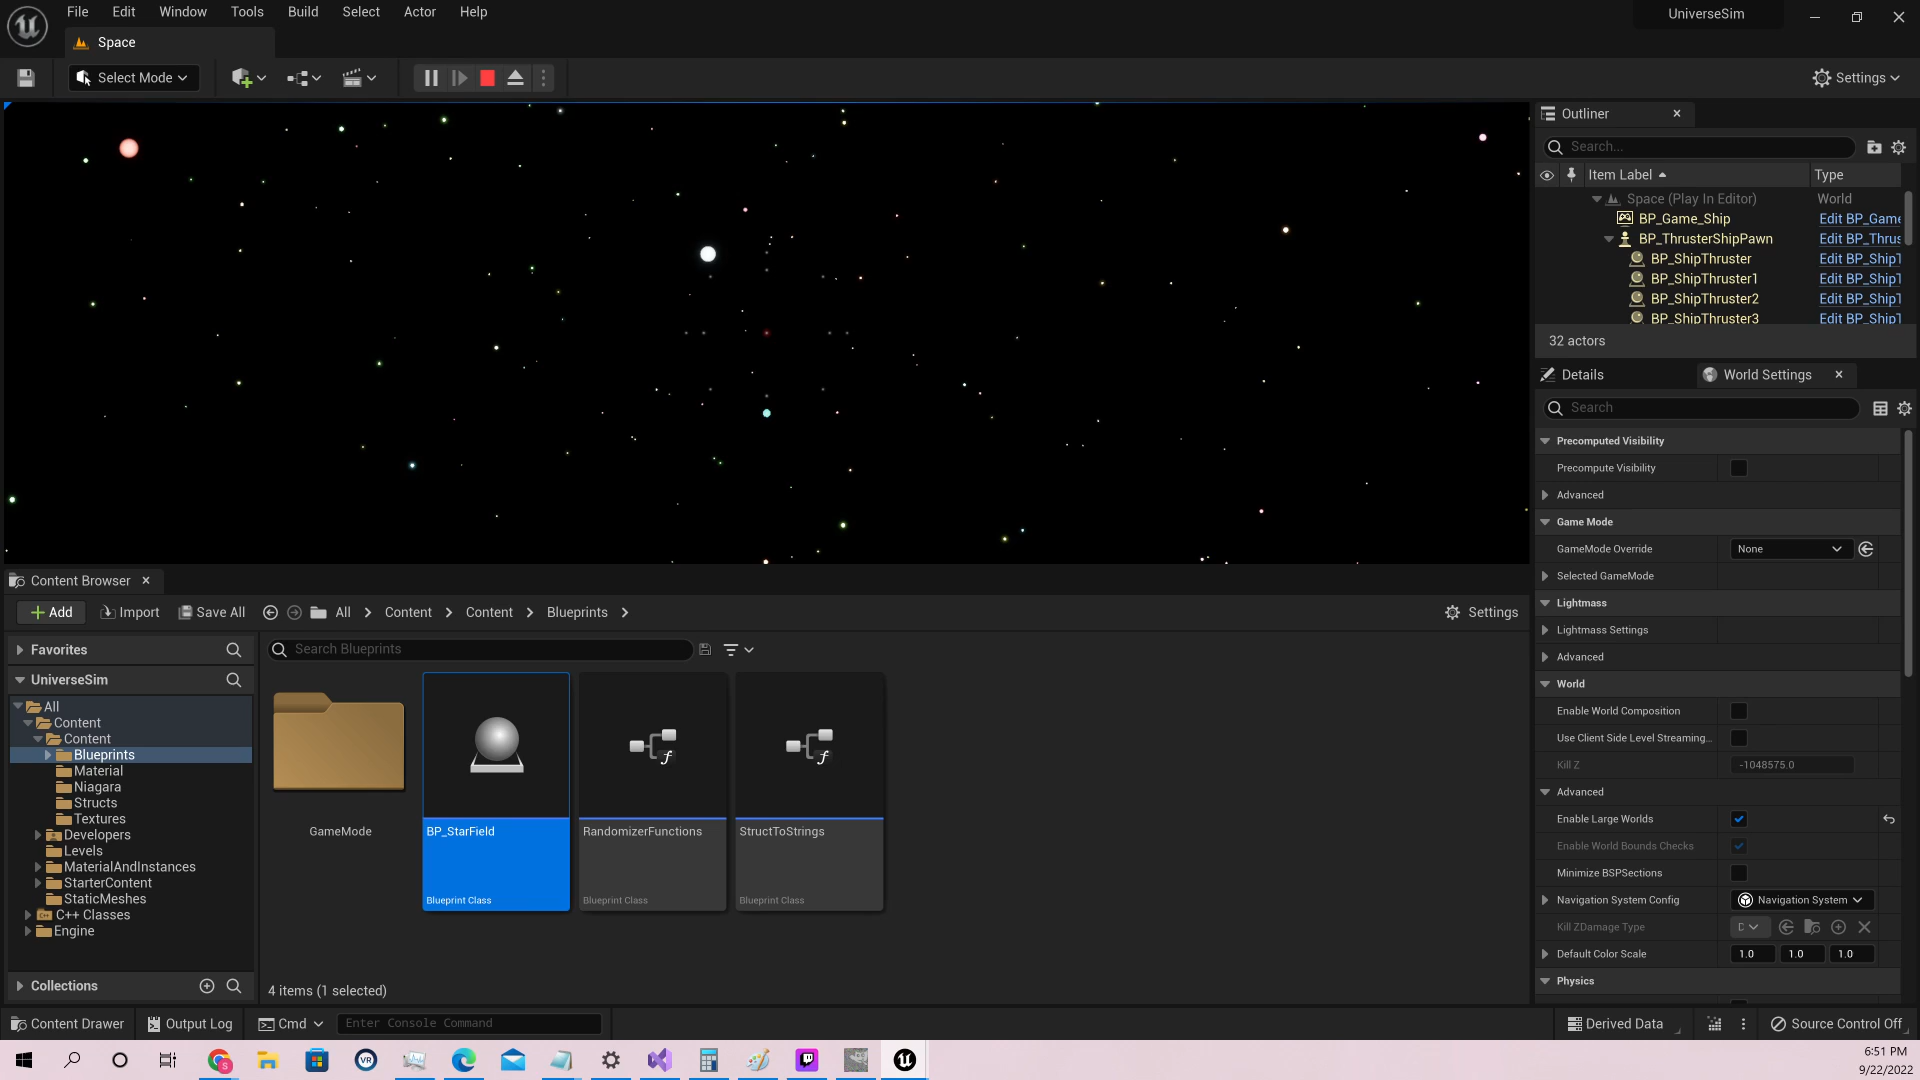 File Edit Window Tools Build Select Actor Help
UniverseSim
Space
Select Mode
Settings
Outliner
Search...
Item Label Type
Space (Play In Editor) World
BP_Game_Ship Edit BP_Game
BP_ThrusterShipPawn Edit BP_Thrus
BP_ShipThruster Edit BP_ShipT
BP_ShipThruster1 Edit BP_ShipT
BP_ShipThruster2 Edit BP_ShipT
BP_ShipThruster3 Edit BP_ShipT
32 actors
Details World Settings
Search
Precomputed Visibility
Precompute Visibility
Advanced
Game Mode
GameMode Override None
Selected GameMode
Lightmass
Lightmass Settings
Advanced
World
Enable World Composition
Use Client Side Level Streaming...
Kill Z -1048575.0
Advanced
Enable Large Worlds
Enable World Bounds Checks
Minimize BSPSections
Navigation System Config Navigation System
Kill ZDamage Type
Default Color Scale 1.0 1.0 1.0
Physics
Content Browser
Add Import Save All All Content Content Blueprints Settings
Favorites
UniverseSim
All
Content
Content
Blueprints
Material
Niagara
Structs
Textures
Developers
Levels
MaterialAndInstances
StarterContent
StaticMeshes
C++ Classes
Engine
Collections
Search Blueprints
GameMode
BP_StarField
Blueprint Class
RandomizerFunctions
Blueprint Class
StructToStrings
Blueprint Class
4 items (1 selected)
Content Drawer Output Log Cmd Enter Console Command Derived Data Source Control Off
6:51 PM
9/22/2022